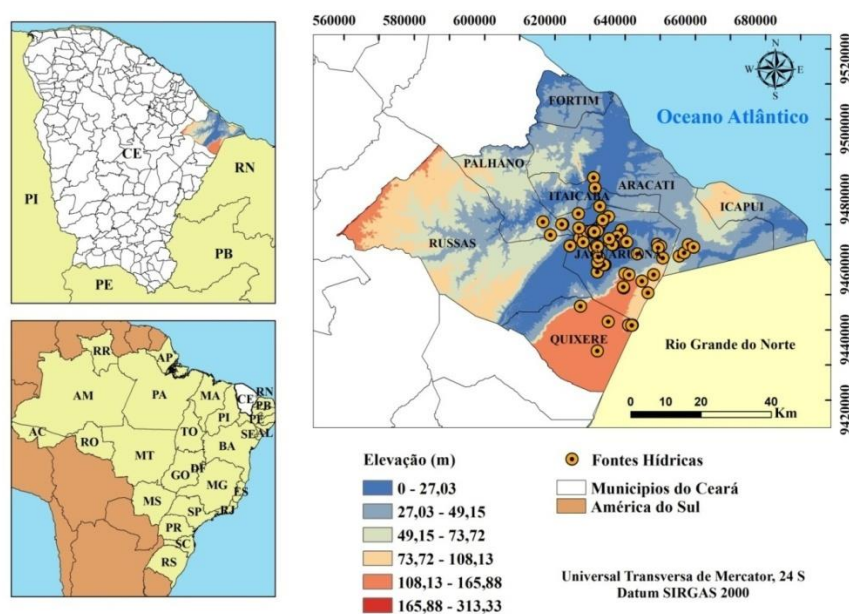 CE
PI
RN
PB
PE
RR
AP
AM
PA
MA
CE
RN
PB
PE
PI
AC
RO
TO
SE
AL
BA
MT
DF
GO
MG
MS
ES
SP
RJ
PR
SC
RS
560000 580000 600000 620000 640000 660000 680000
9520000
9500000
9480000
9460000
9440000
9420000
N
W E
S
FORTIM
Oceano Atlântico
PALHANO
ITAIÇABA
ARACATI
ICAPUI
RUSSAS
JAGUARUANA
QUIXERE
Rio Grande do Norte
0 10 20 40
Km
Elevação (m)
0 - 27,03
27,03 - 49,15
49,15 - 73,72
73,72 - 108,13
108,13 - 165,88
165,88 - 313,33
Fontes Hídricas
Municipios do Ceará
América do Sul
Universal Transversa de Mercator, 24 S
Datum SIRGAS 2000